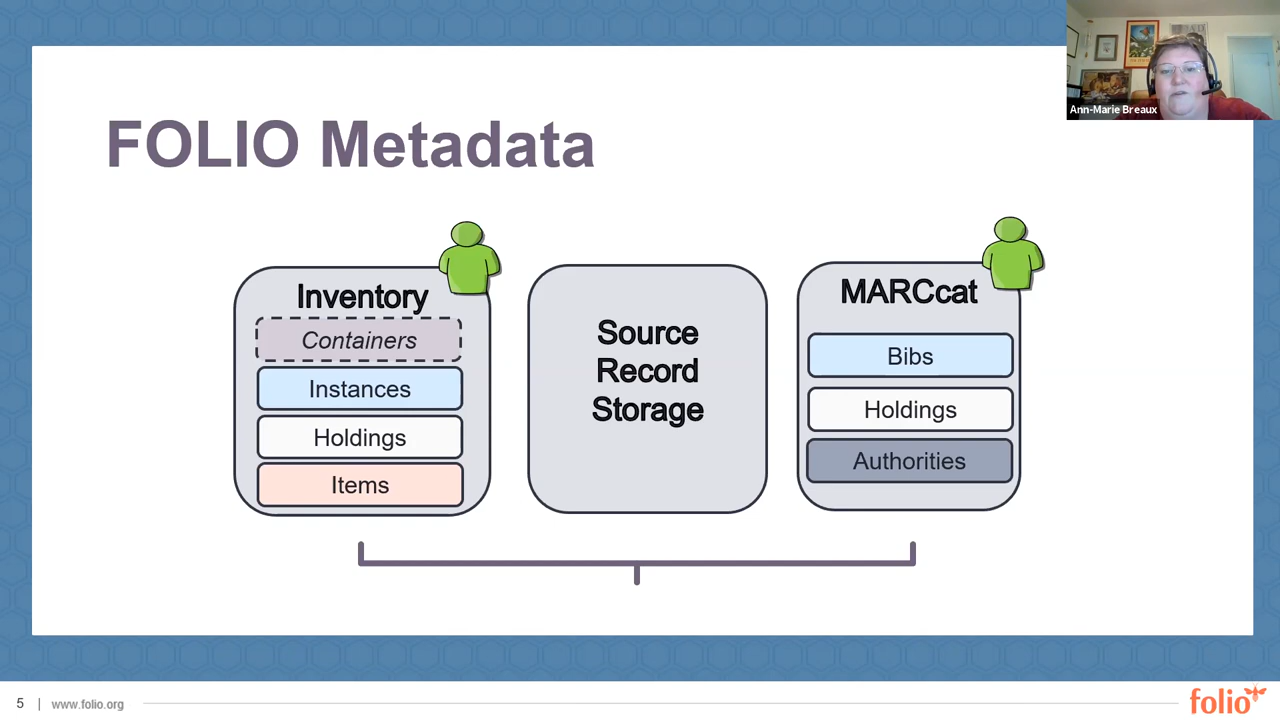 Ann-Marie Breaux
FOLIO Metadata
Inventory
Containers
Instances
Holdings
Items
Source
Record
Storage
MARCcat
Bibs
Holdings
Authorities
5 | www.folio.org
folio